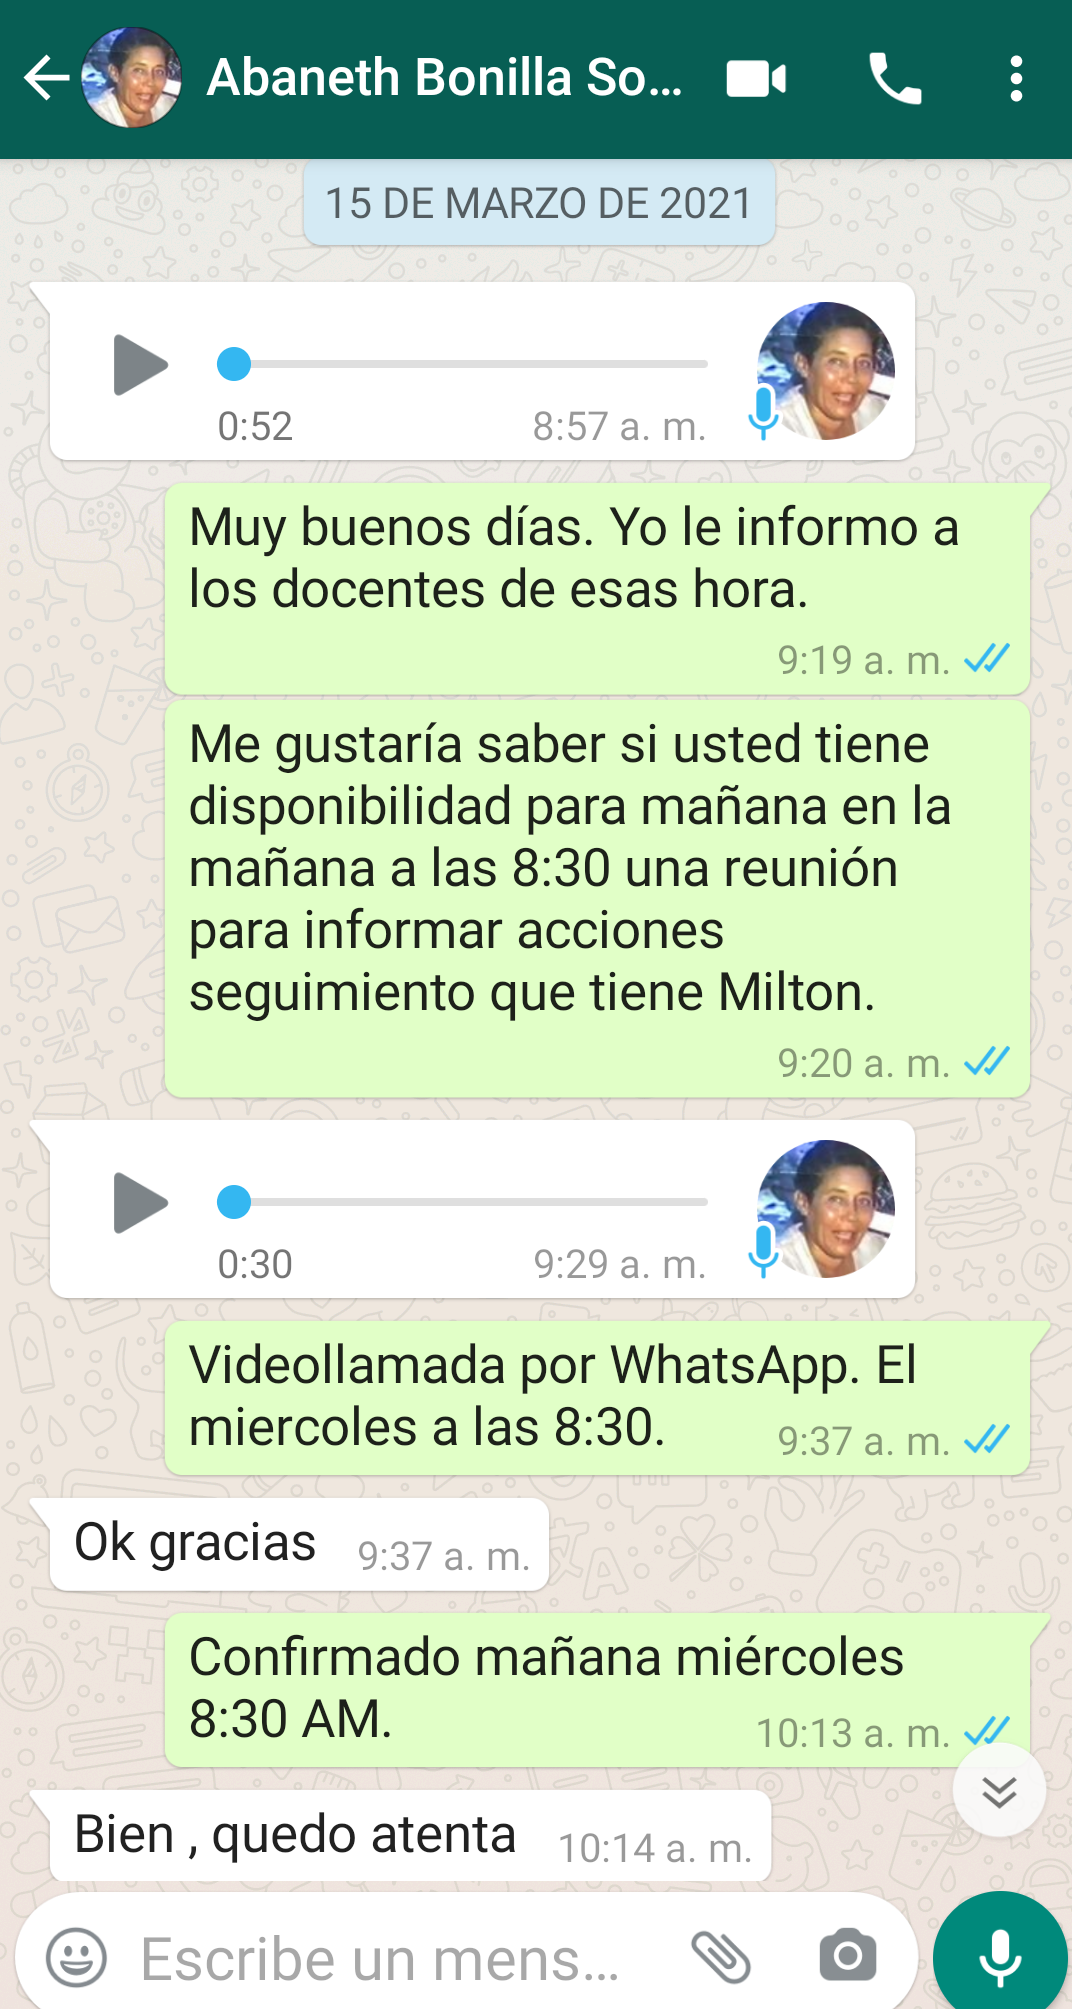 Abaneth Bonilla So...
15 DE MARZO DE 2021
0:52 8:57 a. m.
Muy buenos días. Yo le informo a
los docentes de esas hora.
9:19 a. m.
Me gustaría saber si usted tiene
disponibilidad para mañana en la
mañana a las 8:30 una reunión
para informar acciones
seguimiento que tiene Milton.
9:20 a. m.
0:30 9:29 a. m.
Videollamada por WhatsApp. El
miercoles a las 8:30. 9:37 a. m.
Ok gracias 9:37 a. m.
Confirmado mañana miércoles
8:30 AM. 10:13 a. m.
Bien , quedo atenta 10:14 a. m.
Escribe un mens...